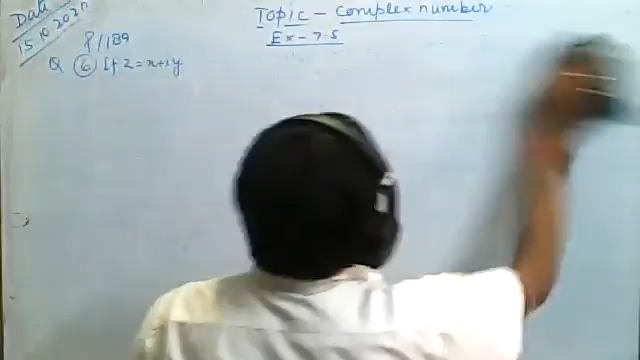 Date
15.10.2020
Topic - Complex number
Ex - 7.5
P/189
Q 6 If z = x+iy